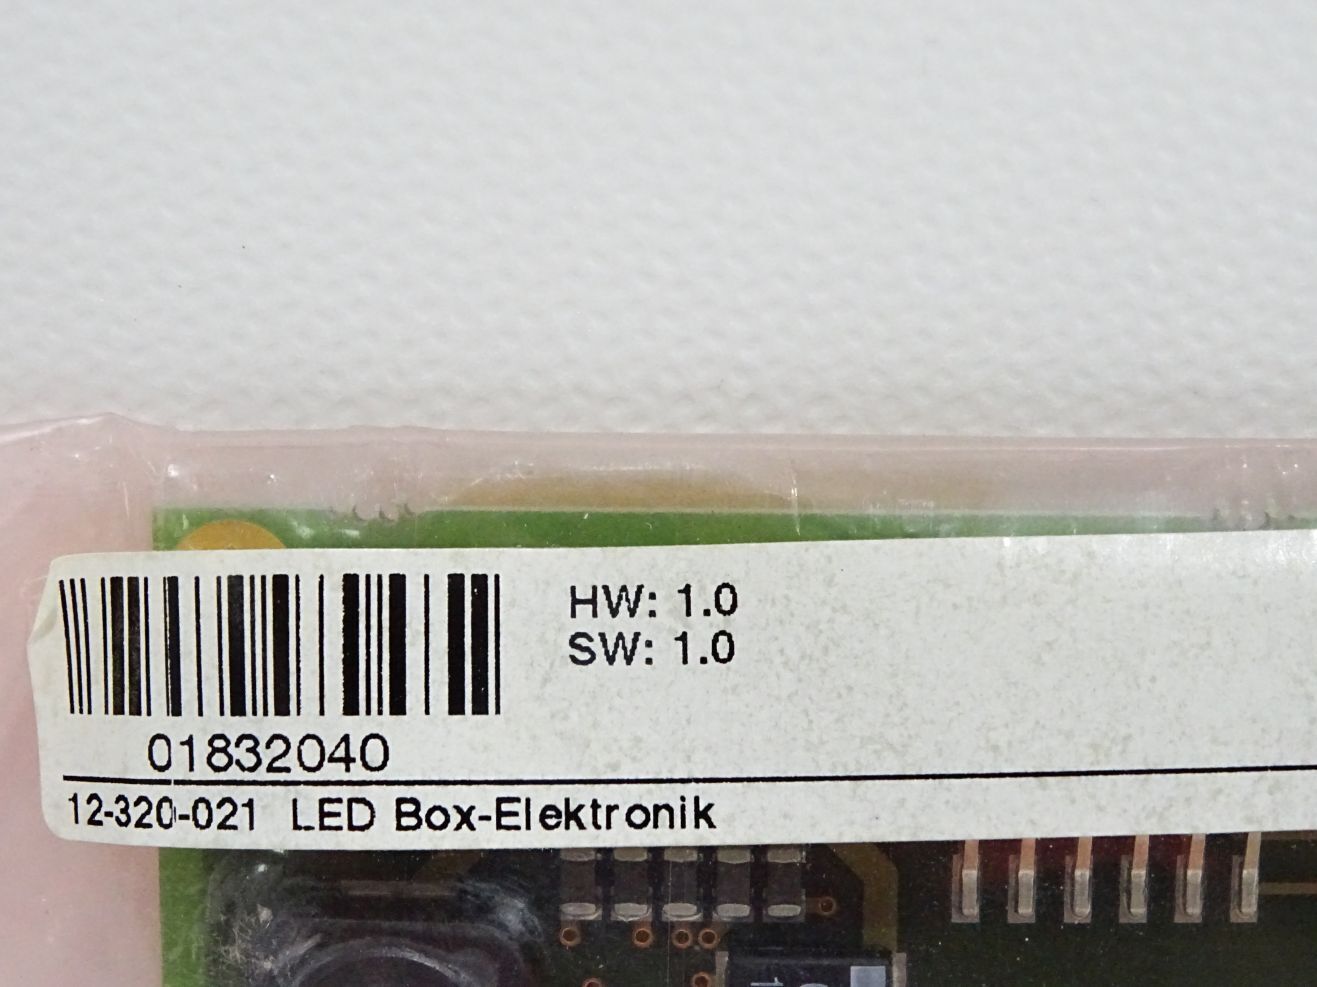 HW: 1.0
SW: 1.0
01832040
12-320-021 LED Box-Elektronik